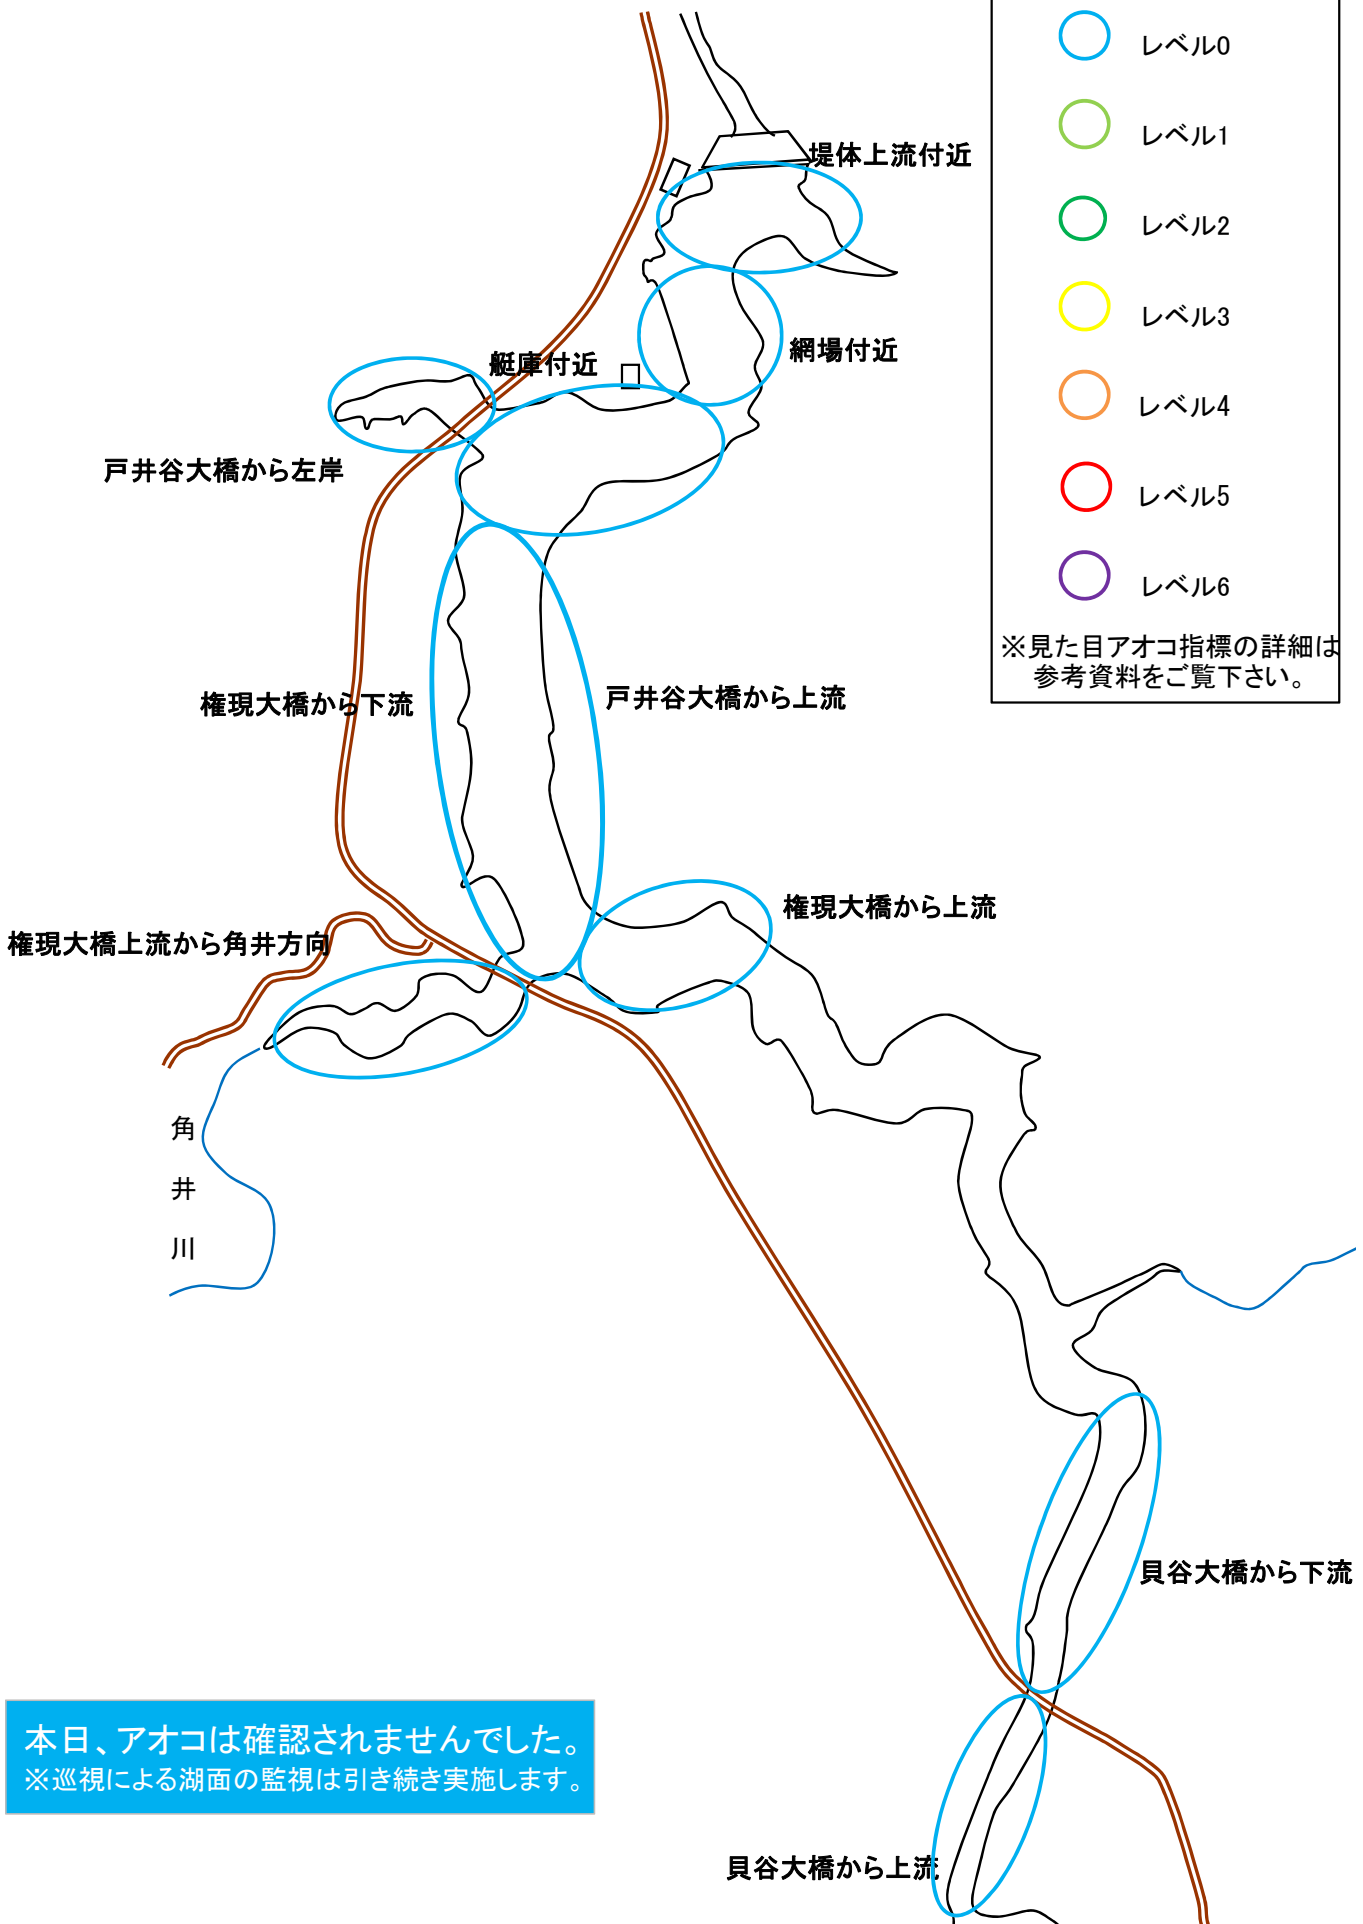 レベル0
レベル1
レベル2
レベル3
レベル4
レベル5
レベル6
※見た目アオコ指標の詳細は
参考資料をご覧下さい。
堤体上流付近
網場付近
艇庫付近
戸井谷大橋から左岸
権現大橋から下流
戸井谷大橋から上流
権現大橋から上流
権現大橋上流から角井方向
角
井
川
貝谷大橋から下流
本日、アオコは確認されませんでした。
※巡視による湖面の監視は引き続き実施します。
貝谷大橋から上流